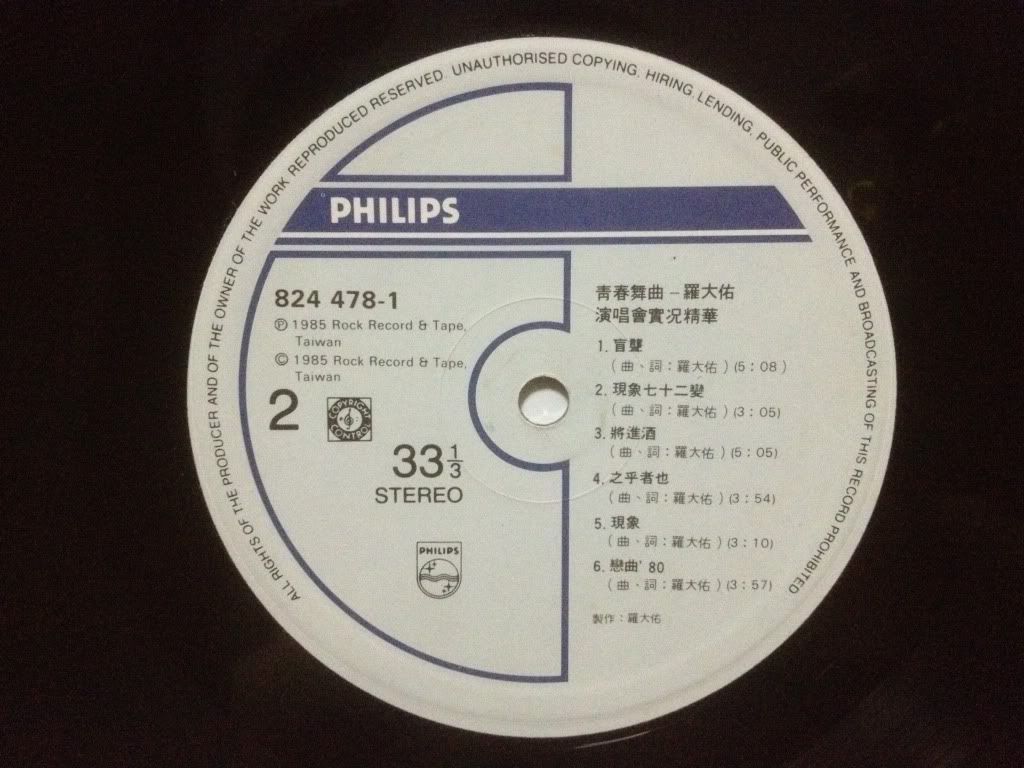 ALL RIGHTS OF THE PRODUCER AND OF THE OWNER OF THE WORK REPRODUCED RESERVED. UNAUTHORISED COPYING, HIRING, LENDING, PUBLIC PERFORMANCE AND BROADCASTING OF THIS RECORD PROHIBITED
PHILIPS
824 478-1
℗ 1985 Rock Record & Tape,
Taiwan
© 1985 Rock Record & Tape,
Taiwan
2
COPYRIGHT
CONTROL
33 1/3
STEREO
PHILIPS
青春舞曲－羅大佑
演唱會實況精華
1. 盲聾
（曲、詞：羅大佑）(5：08)
2. 現象七十二變
（曲、詞：羅大佑）(3：05)
3. 將進酒
（曲、詞：羅大佑）(5：05)
4. 之乎者也
（曲、詞：羅大佑）(3：54)
5. 現象
（曲、詞：羅大佑）(3：10)
6. 戀曲' 80
（曲、詞：羅大佑）(3：57)
製作：羅大佑